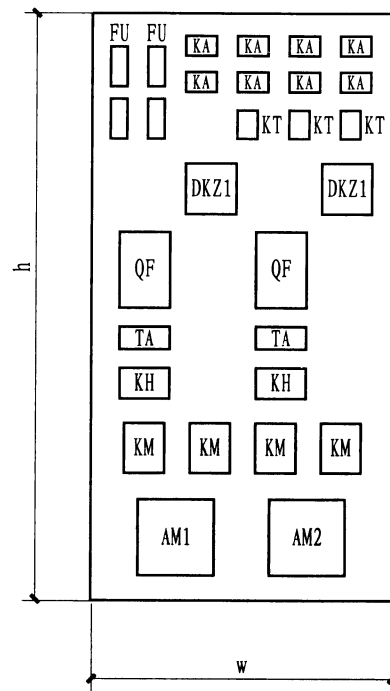 FU FU
KA KA KA KA
KA KA KA KA
KT KT KT
DKZ1 DKZ1
QF QF
h
TA TA
KH KH
KM KM KM KM
AM1 AM2
w